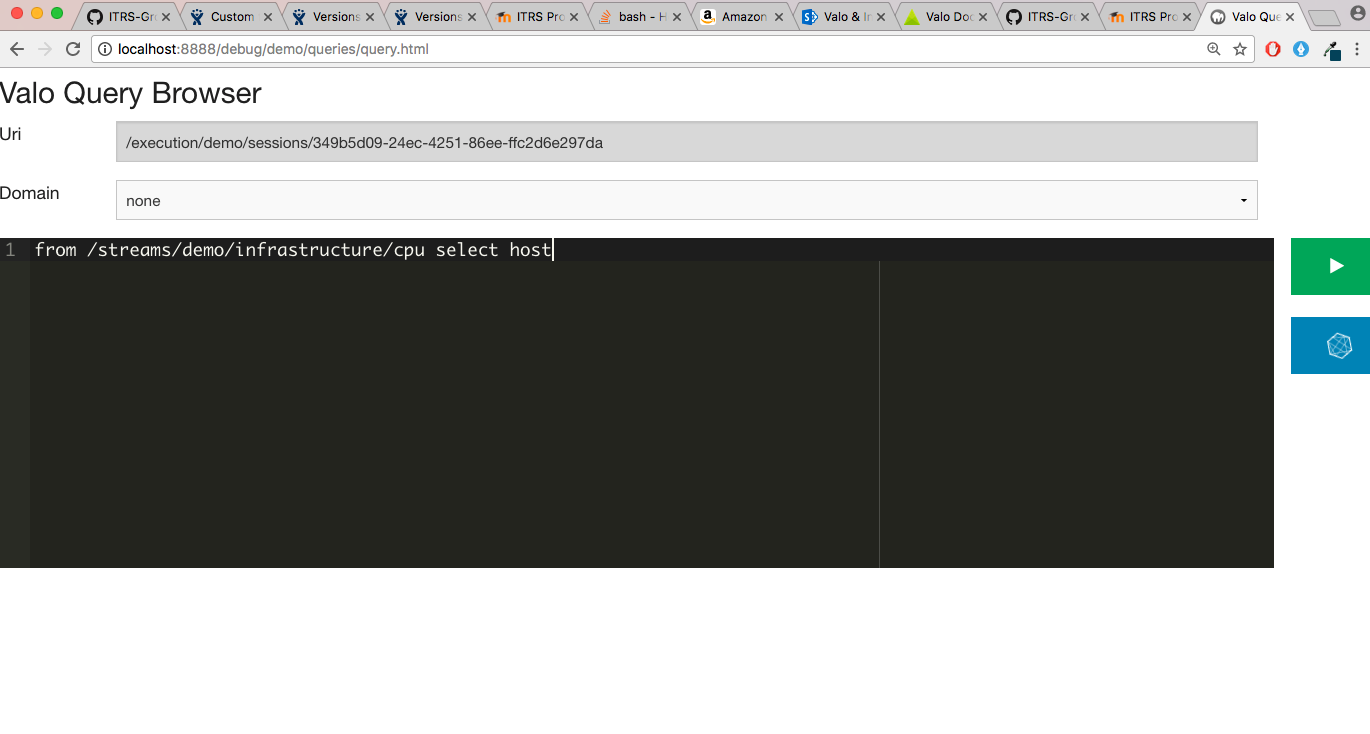 ITRS-Gr Custom Versions Versions ITRS Pro bash - H Amazon Valo & I Valo Doc ITRS-Gr ITRS Pro Valo Que
localhost:8888/debug/demo/queries/query.html
Valo Query Browser
Uri
/execution/demo/sessions/349b5d09-24ec-4251-86ee-ffc2d6e297da
Domain
none
1 from /streams/demo/infrastructure/cpu select host